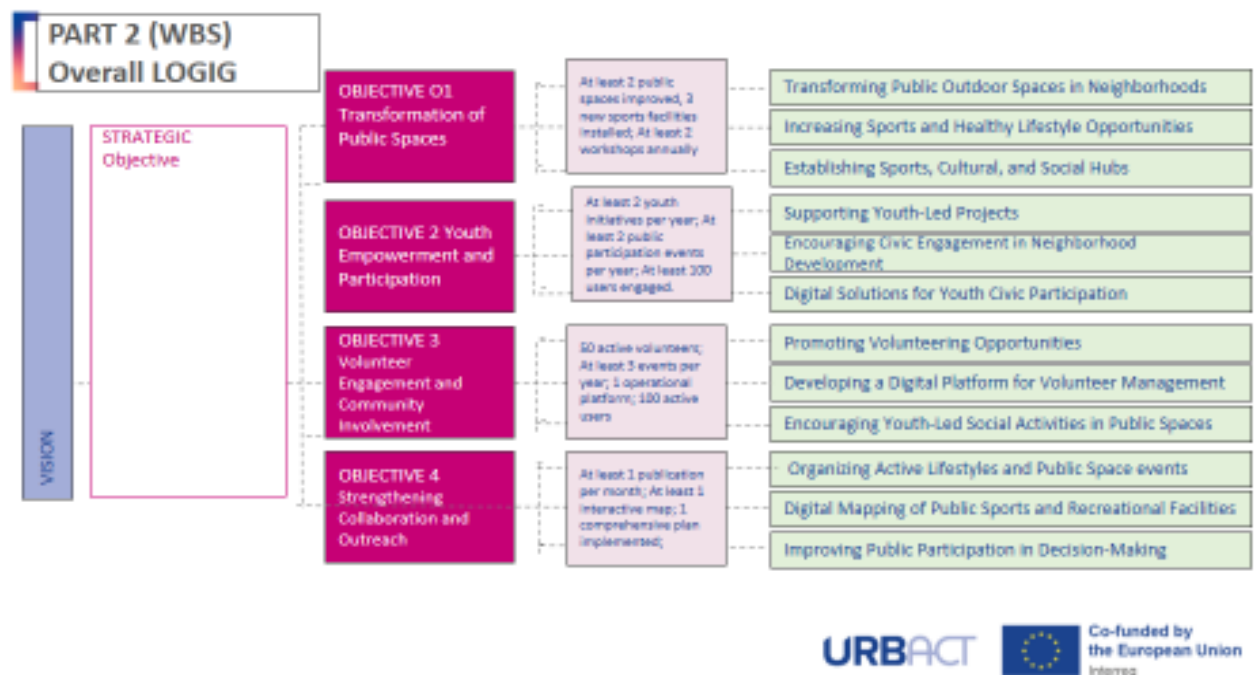 PART 2 (WBS)
Overall LOGIG
VISION
STRATEGIC
Objective
OBJECTIVE O1
Transformation of
Public Spaces
At least 2 public
spaces improved, 3
new sports facilities
installed; At least 2
workshops annually
Transforming Public Outdoor Spaces in Neighborhoods
Increasing Sports and Healthy Lifestyle Opportunities
Establishing Sports, Cultural, and Social Hubs
OBJECTIVE 2 Youth
Empowerment and
Participation
At least 2 youth
initiatives per year; At
least 2 public
participation events
per year; At least 100
users engaged.
Supporting Youth-Led Projects
Encouraging Civic Engagement in Neighborhood
Development
Digital Solutions for Youth Civic Participation
OBJECTIVE 3
Volunteer
Engagement and
Community
Involvement
50 active volunteers;
At least 3 events per
year; 1 operational
platform; 100 active
users
Promoting Volunteering Opportunities
Developing a Digital Platform for Volunteer Management
Encouraging Youth-Led Social Activities in Public Spaces
OBJECTIVE 4
Strengthening
Collaboration and
Outreach
At least 1 publication
per month; At least 1
interactive map; 1
comprehensive plan
implemented;
Organizing Active Lifestyles and Public Space events
Digital Mapping of Public Sports and Recreational Facilities
Improving Public Participation in Decision-Making
URBACT
Co-funded by
the European Union
Interreg